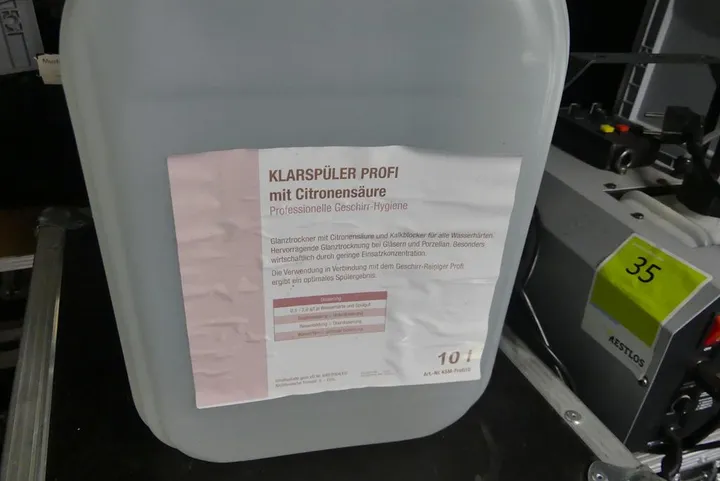 KLARSPÜLER PROFI
mit Citronensäure
Professionelle Geschirr-Hygiene
Glanztrockner mit Citronensäure und Kalkblocker für alle Wasserhärten.
Hervorragende Glanztrocknung bei Gläsern und Porzellan. Besonders
wirtschaftlich durch geringe Einsatzkonzentration.
Die Verwendung in Verbindung mit dem Geschirr-Reiniger Profi
ergibt ein optimales Spülergebnis.
Dosierung
10 l
35
RESTLOS